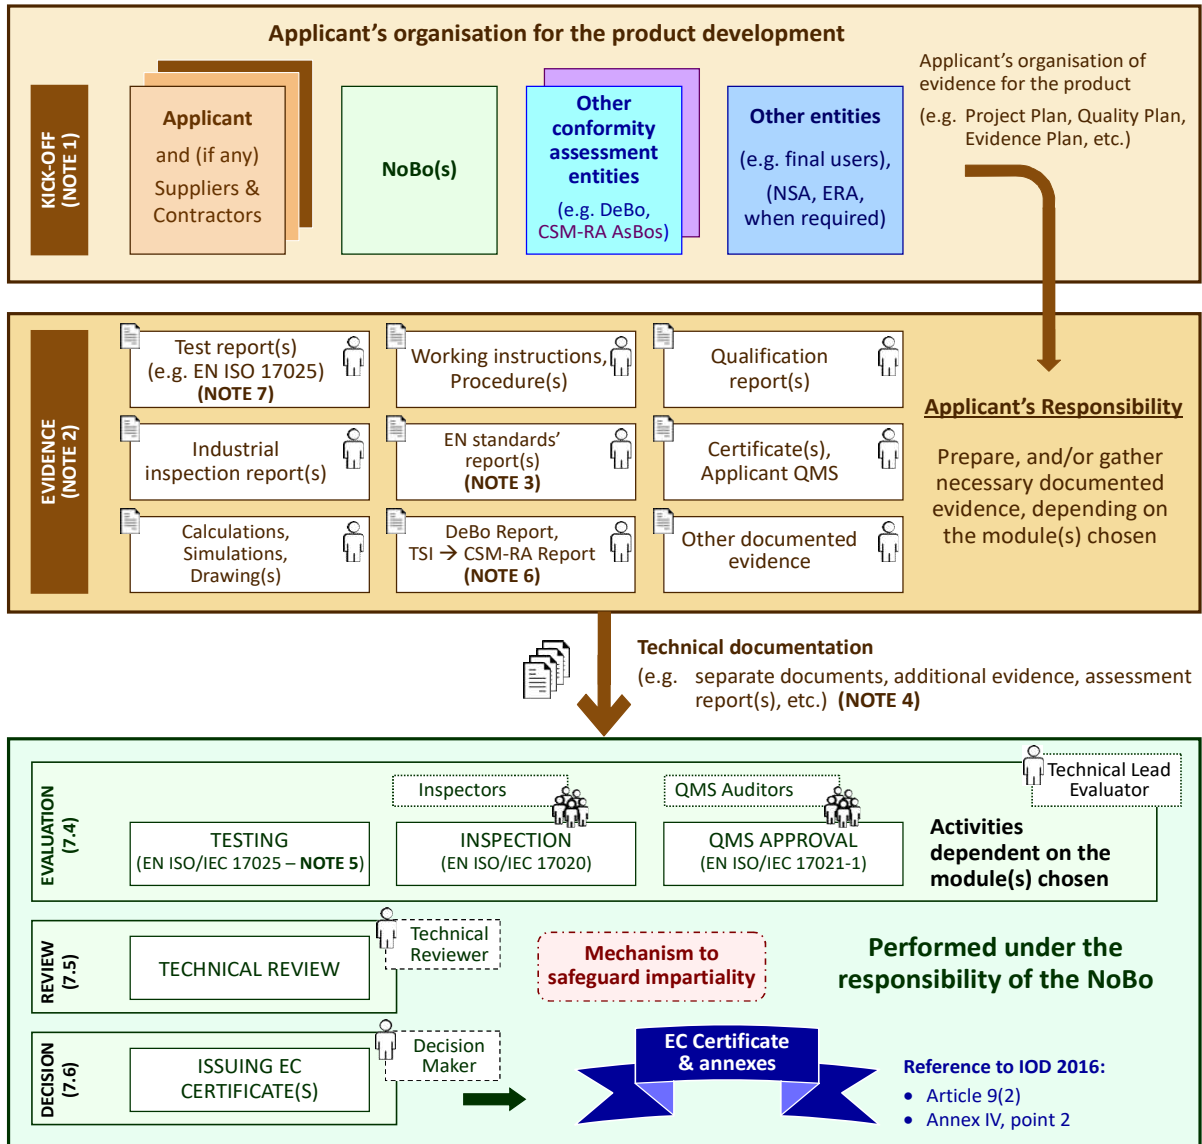 Applicant's organisation for the product development
KICK-OFF
(NOTE 1)
Applicant
and (if any)
Suppliers &
Contractors
NoBo(s)
Other
conformity
assessment
entities
(e.g. DeBo,
CSM-RA AsBos)
Other entities
(e.g. final users),
(NSA, ERA,
when required)
Applicant's organisation of
evidence for the product
(e.g. Project Plan, Quality Plan,
Evidence Plan, etc.)
EVIDENCE
(NOTE 2)
Test report(s)
(e.g. EN ISO 17025)
(NOTE 7)
Working instructions,
Procedure(s)
Qualification
report(s)
Industrial
inspection report(s)
EN standards'
report(s)
(NOTE 3)
Certificate(s),
Applicant QMS
Calculations,
Simulations,
Drawing(s)
DeBo Report,
TSI → CSM-RA Report
(NOTE 6)
Other documented
evidence
Applicant's Responsibility
Prepare, and/or gather
necessary documented
evidence, depending on
the module(s) chosen
Technical documentation
(e.g. separate documents, additional evidence, assessment
report(s), etc.) (NOTE 4)
EVALUATION
(7.4)
Technical Lead
Evaluator
Inspectors
QMS Auditors
TESTING
(EN ISO/IEC 17025 – NOTE 5)
INSPECTION
(EN ISO/IEC 17020)
QMS APPROVAL
(EN ISO/IEC 17021-1)
Activities
dependent on the
module(s) chosen
REVIEW
(7.5)
Technical
Reviewer
TECHNICAL REVIEW
Mechanism to
safeguard impartiality
Performed under the
responsibility of the NoBo
DECISION
(7.6)
Decision
Maker
ISSUING EC
CERTIFICATE(S)
EC Certificate
& annexes
Reference to IOD 2016:
• Article 9(2)
• Annex IV, point 2